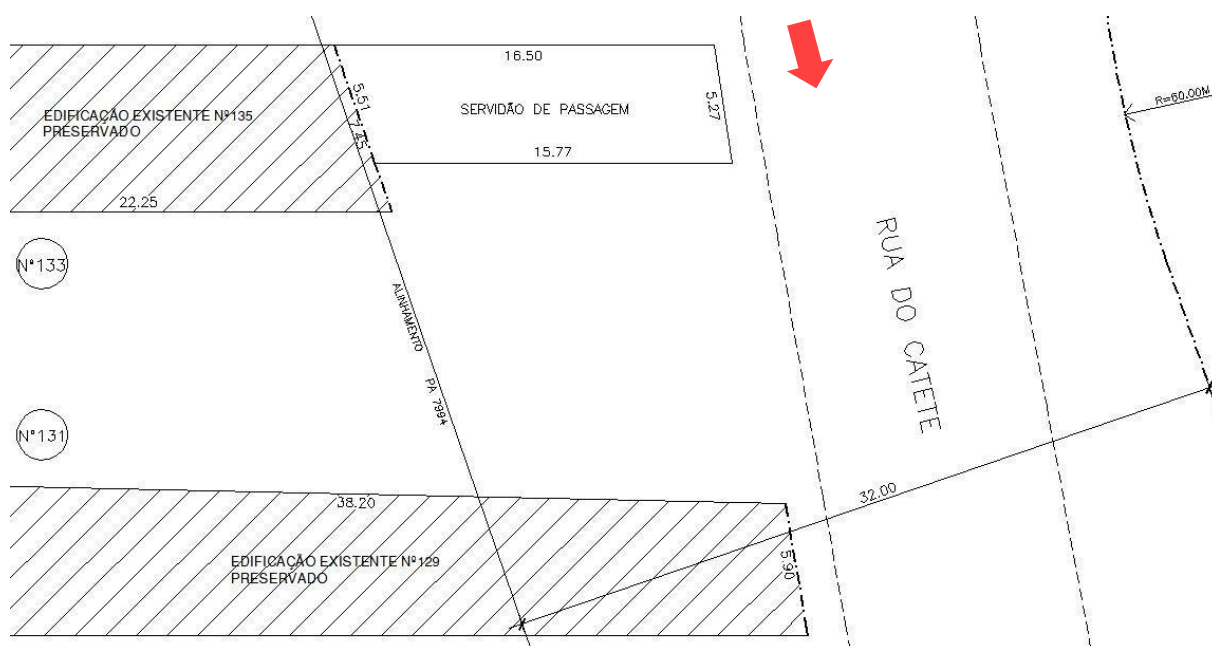 16.50
5.51
7.45
SERVIDÃO DE PASSAGEM
5.27
R=60.00M
EDIFICAÇÃO EXISTENTE Nº135
PRESERVADO
15.77
22.25
RUA DO CATETE
Nº133
ALINHAMENTO PA 7994
Nº131
38.20
32.00
EDIFICAÇÃO EXISTENTE Nº129
PRESERVADO
5.90